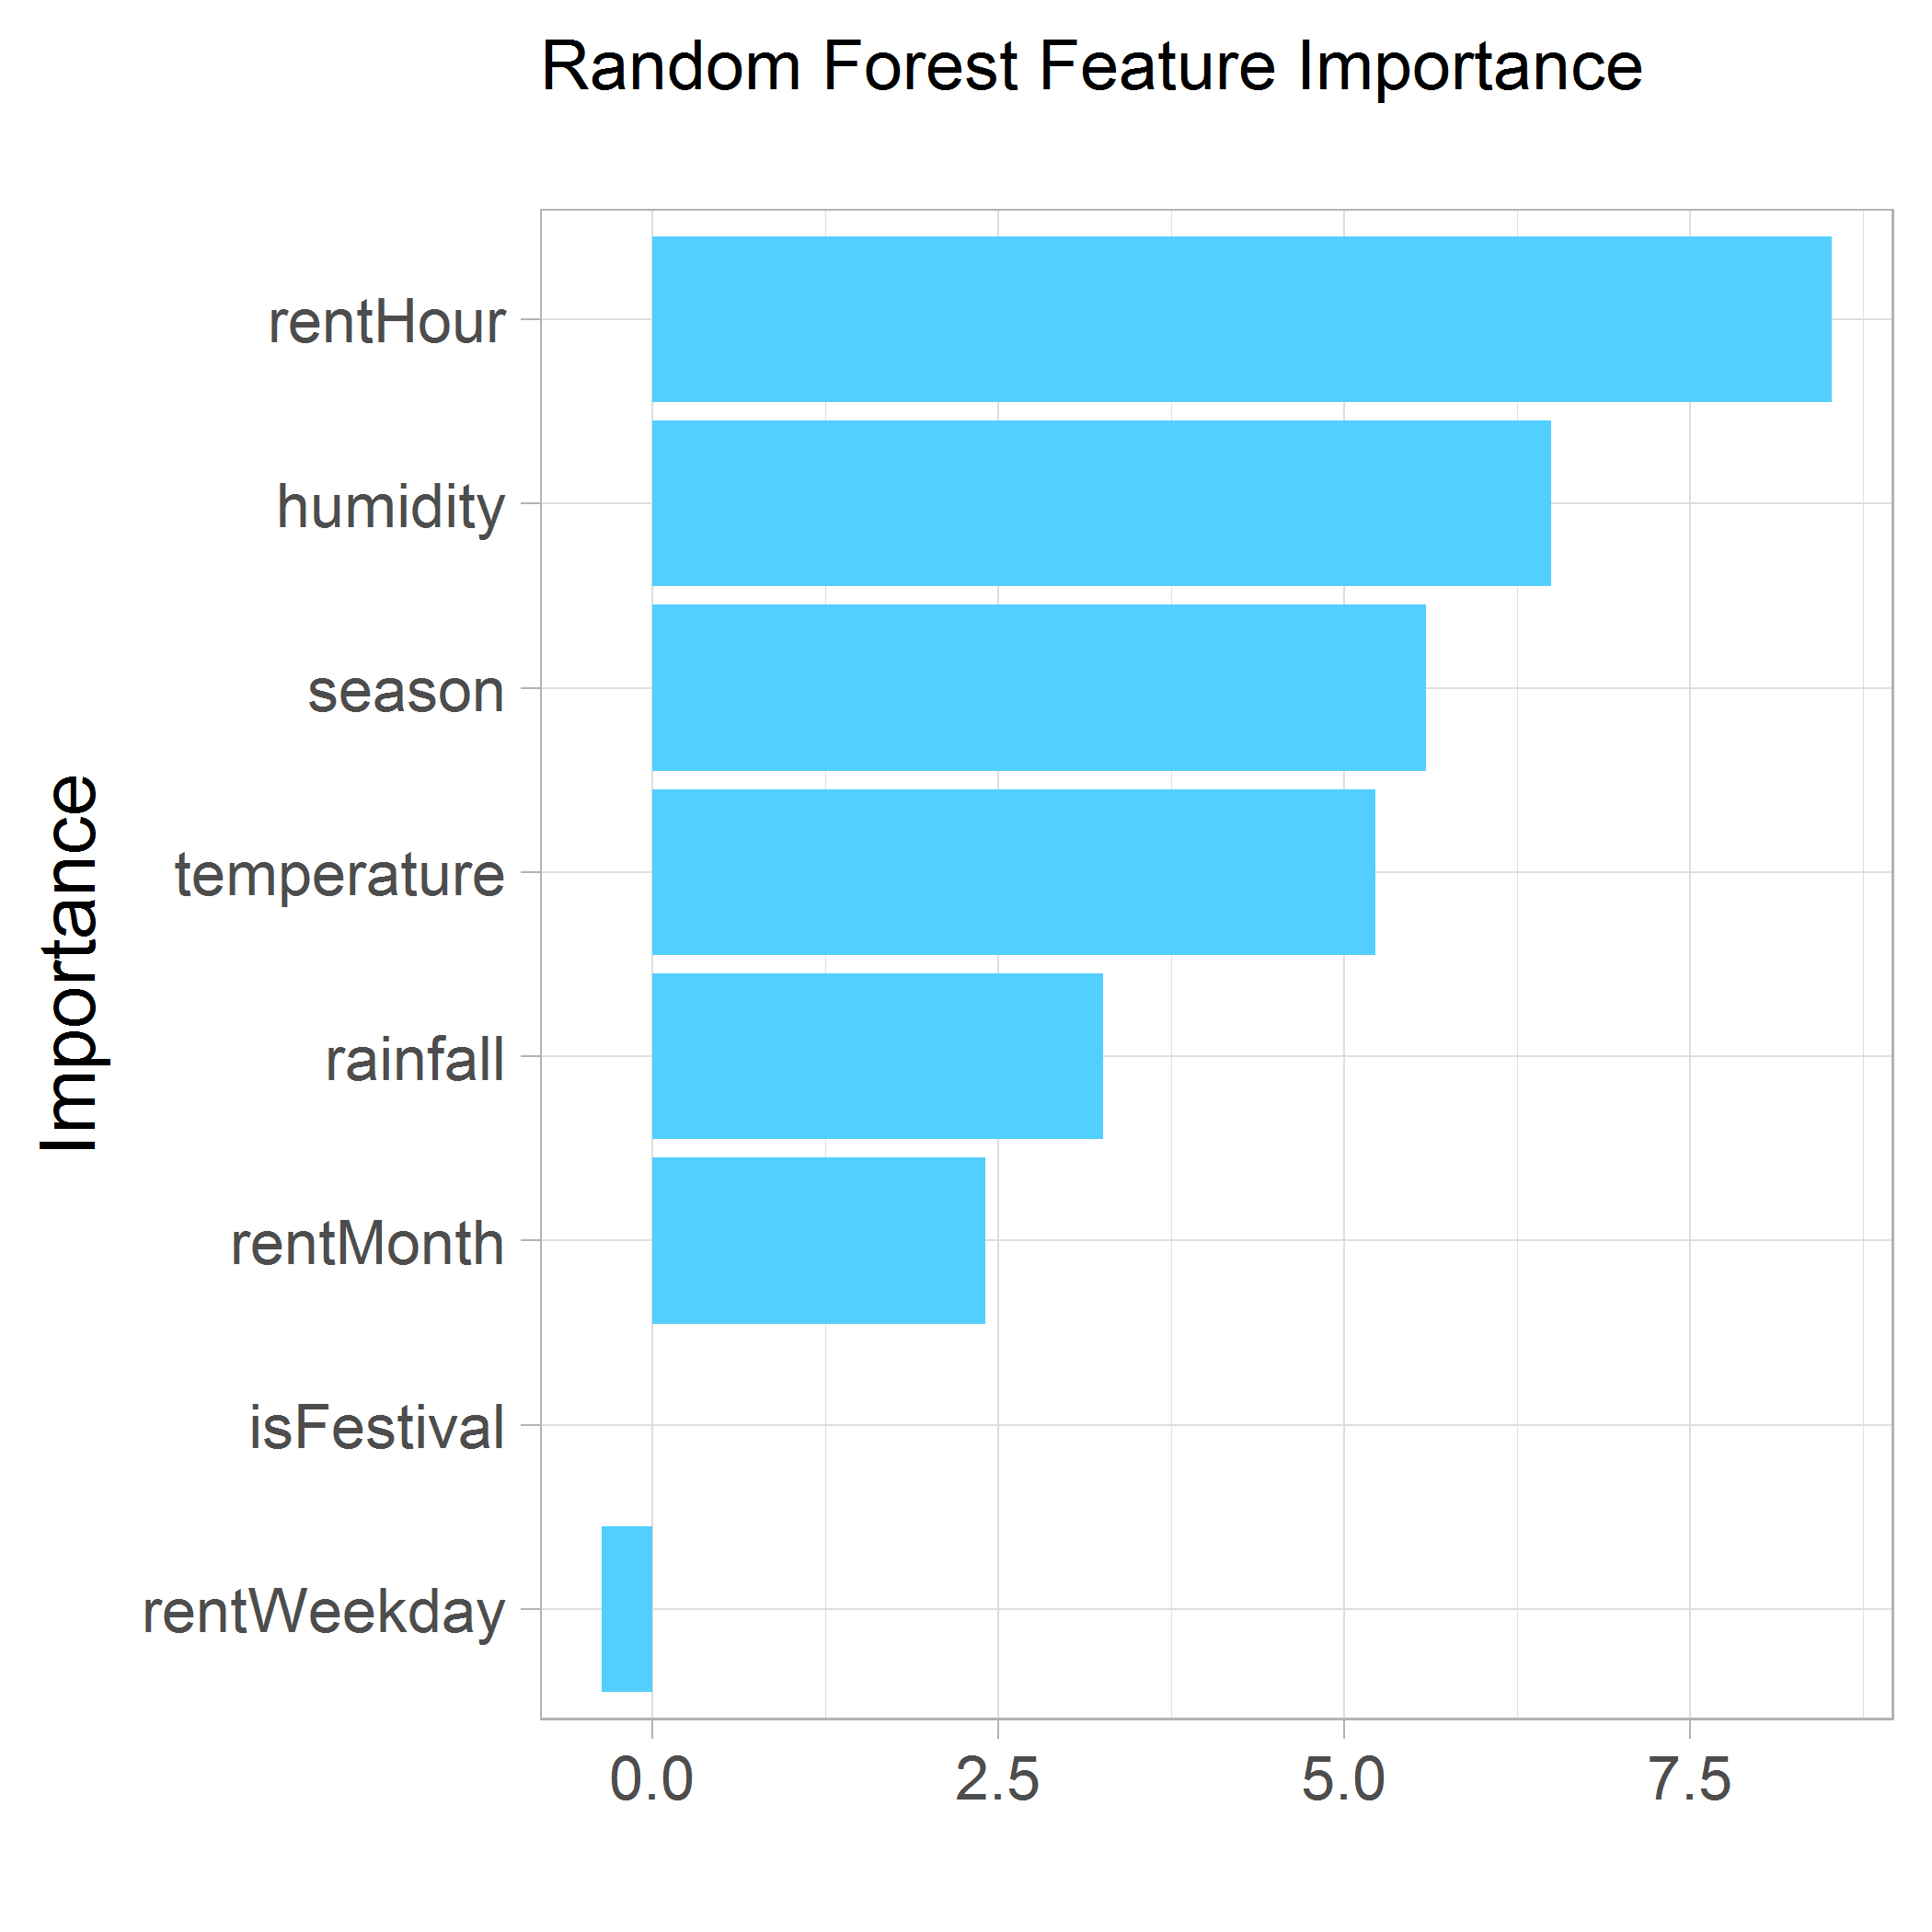 Random Forest Feature Importance
Importance
rentHour
humidity
season
temperature
rainfall
rentMonth
isFestival
rentWeekday
0.0 2.5 5.0 7.5